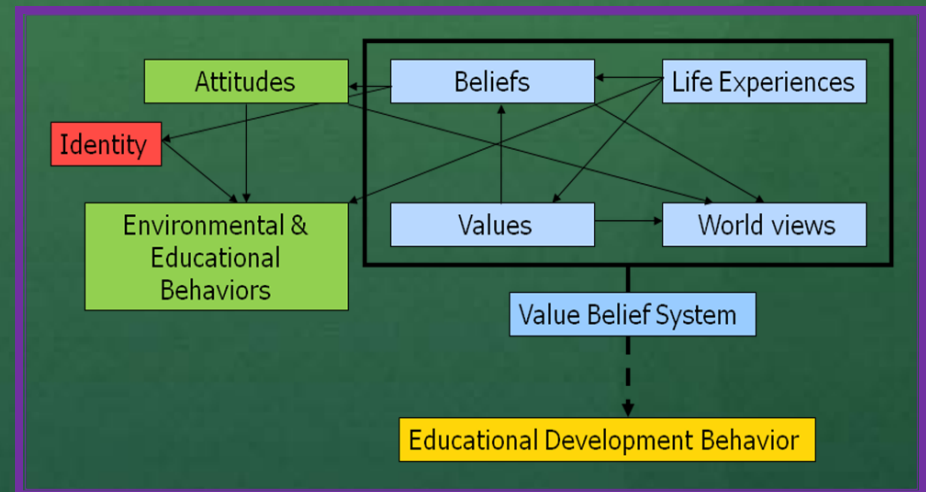 Attitudes
Beliefs
Life Experiences
Identity
Environmental &
Educational
Behaviors
Values
World views
Value Belief System
Educational Development Behavior